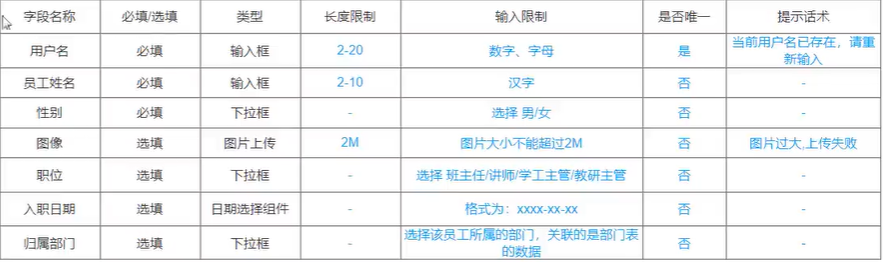 字段名称 必填/选填 类型 长度限制 输入限制 是否唯一 提示话术
用户名 必填 输入框 2-20 数字、字母 是 当前用户名已存在，请重
新输入
员工姓名 必填 输入框 2-10 汉字 否 -
性别 必填 下拉框 - 选择 男/女 否 -
图像 选填 图片上传 2M 图片大小不能超过2M 否 图片过大,上传失败
职位 选填 下拉框 - 选择 班主任/讲师/学工主管/教研主管 否 -
入职日期 选填 日期选择组件 - 格式为：xxxx-xx-xx 否 -
归属部门 选填 下拉框 - 选择该员工所属的部门，关联的是部门表
的数据 否 -